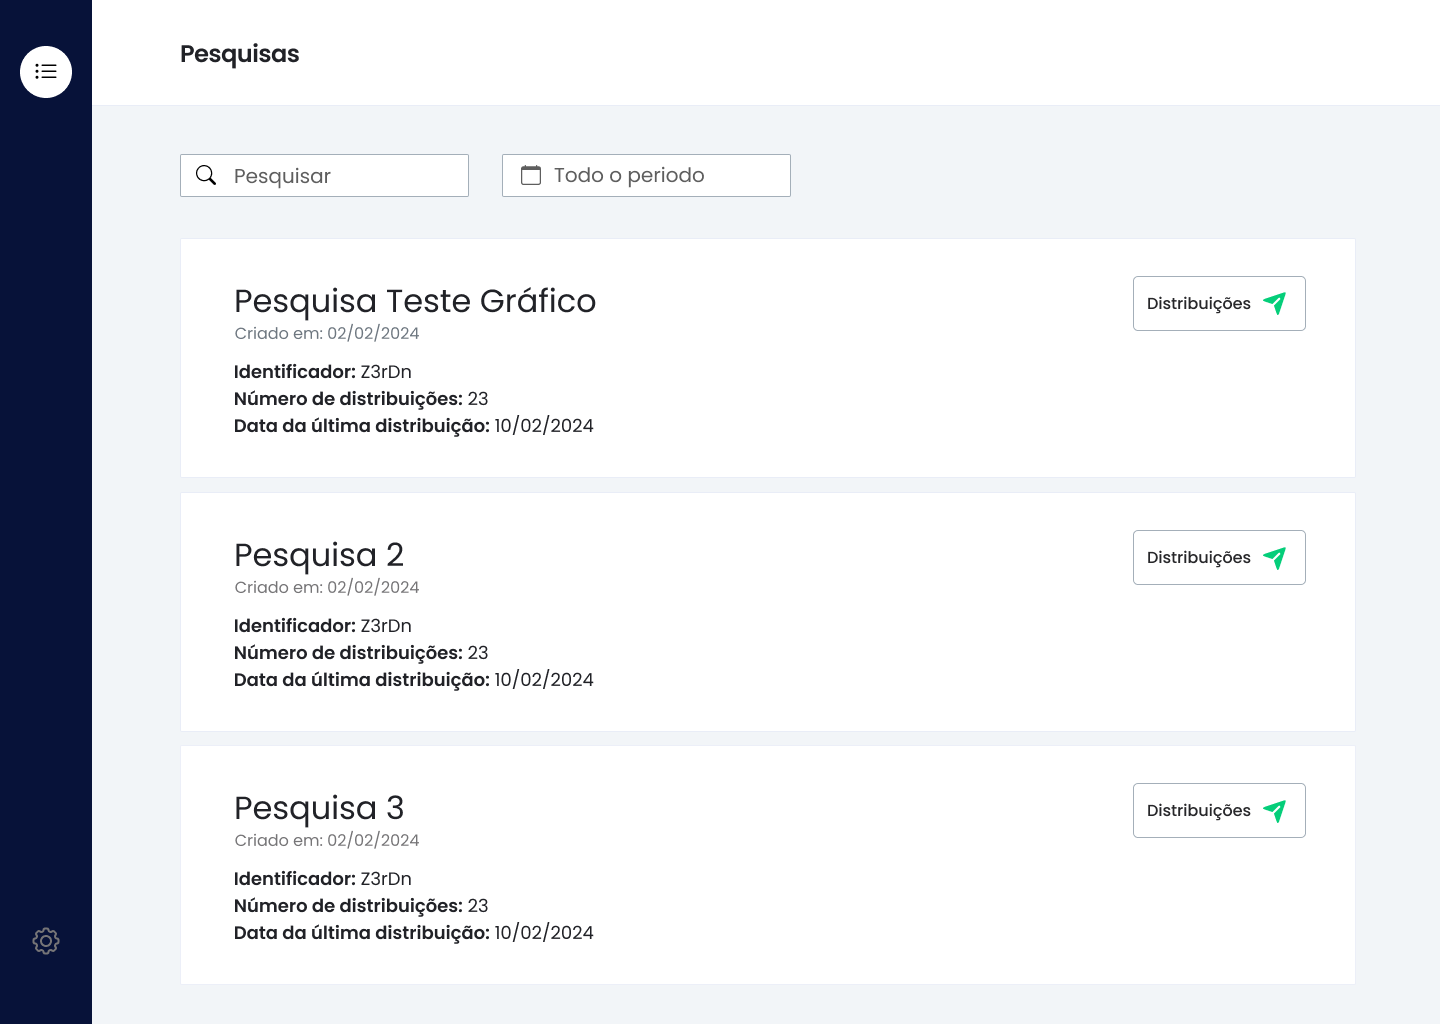 Pesquisas
Pesquisar
Todo o periodo
Pesquisa Teste Gráfico
Distribuições
Criado em: 02/02/2024
Identificador: Z3rDn
Número de distribuições: 23
Data da última distribuição: 10/02/2024
Pesquisa 2
Distribuições
Criado em: 02/02/2024
Identificador: Z3rDn
Número de distribuições: 23
Data da última distribuição: 10/02/2024
Pesquisa 3
Distribuições
Criado em: 02/02/2024
Identificador: Z3rDn
Número de distribuições: 23
Data da última distribuição: 10/02/2024